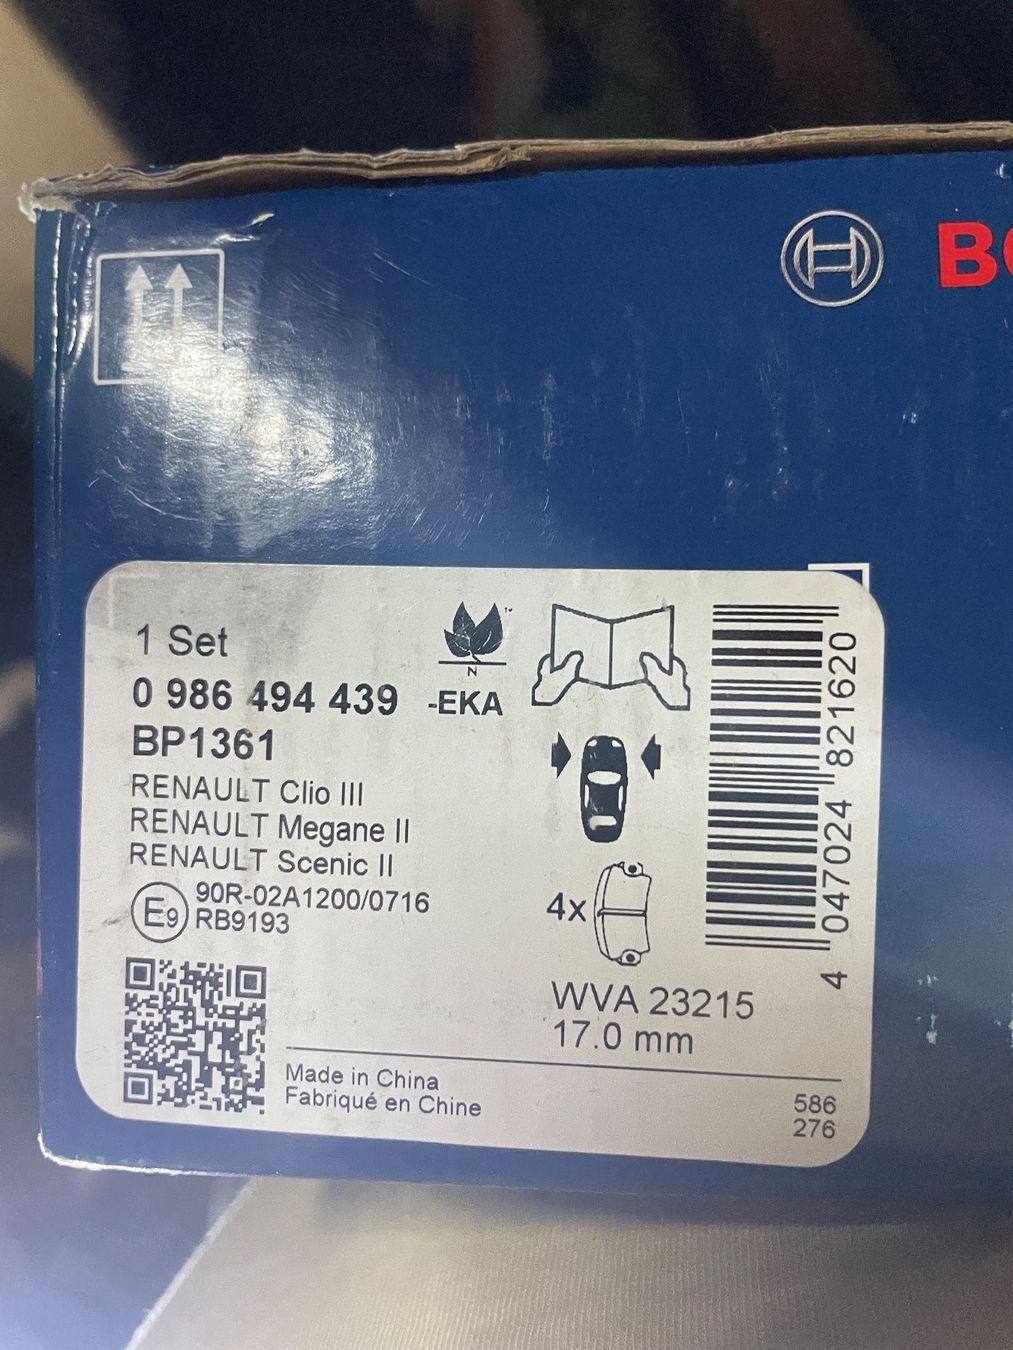 1 Set
0 986 494 439 -EKA
BP1361
RENAULT Clio III
RENAULT Megane II
RENAULT Scenic II
E9 90R-02A1200/0716
RB9193
N
4x
WVA 23215
17.0 mm
Made in China
Fabriqué en Chine
586
276
4 047024 821620